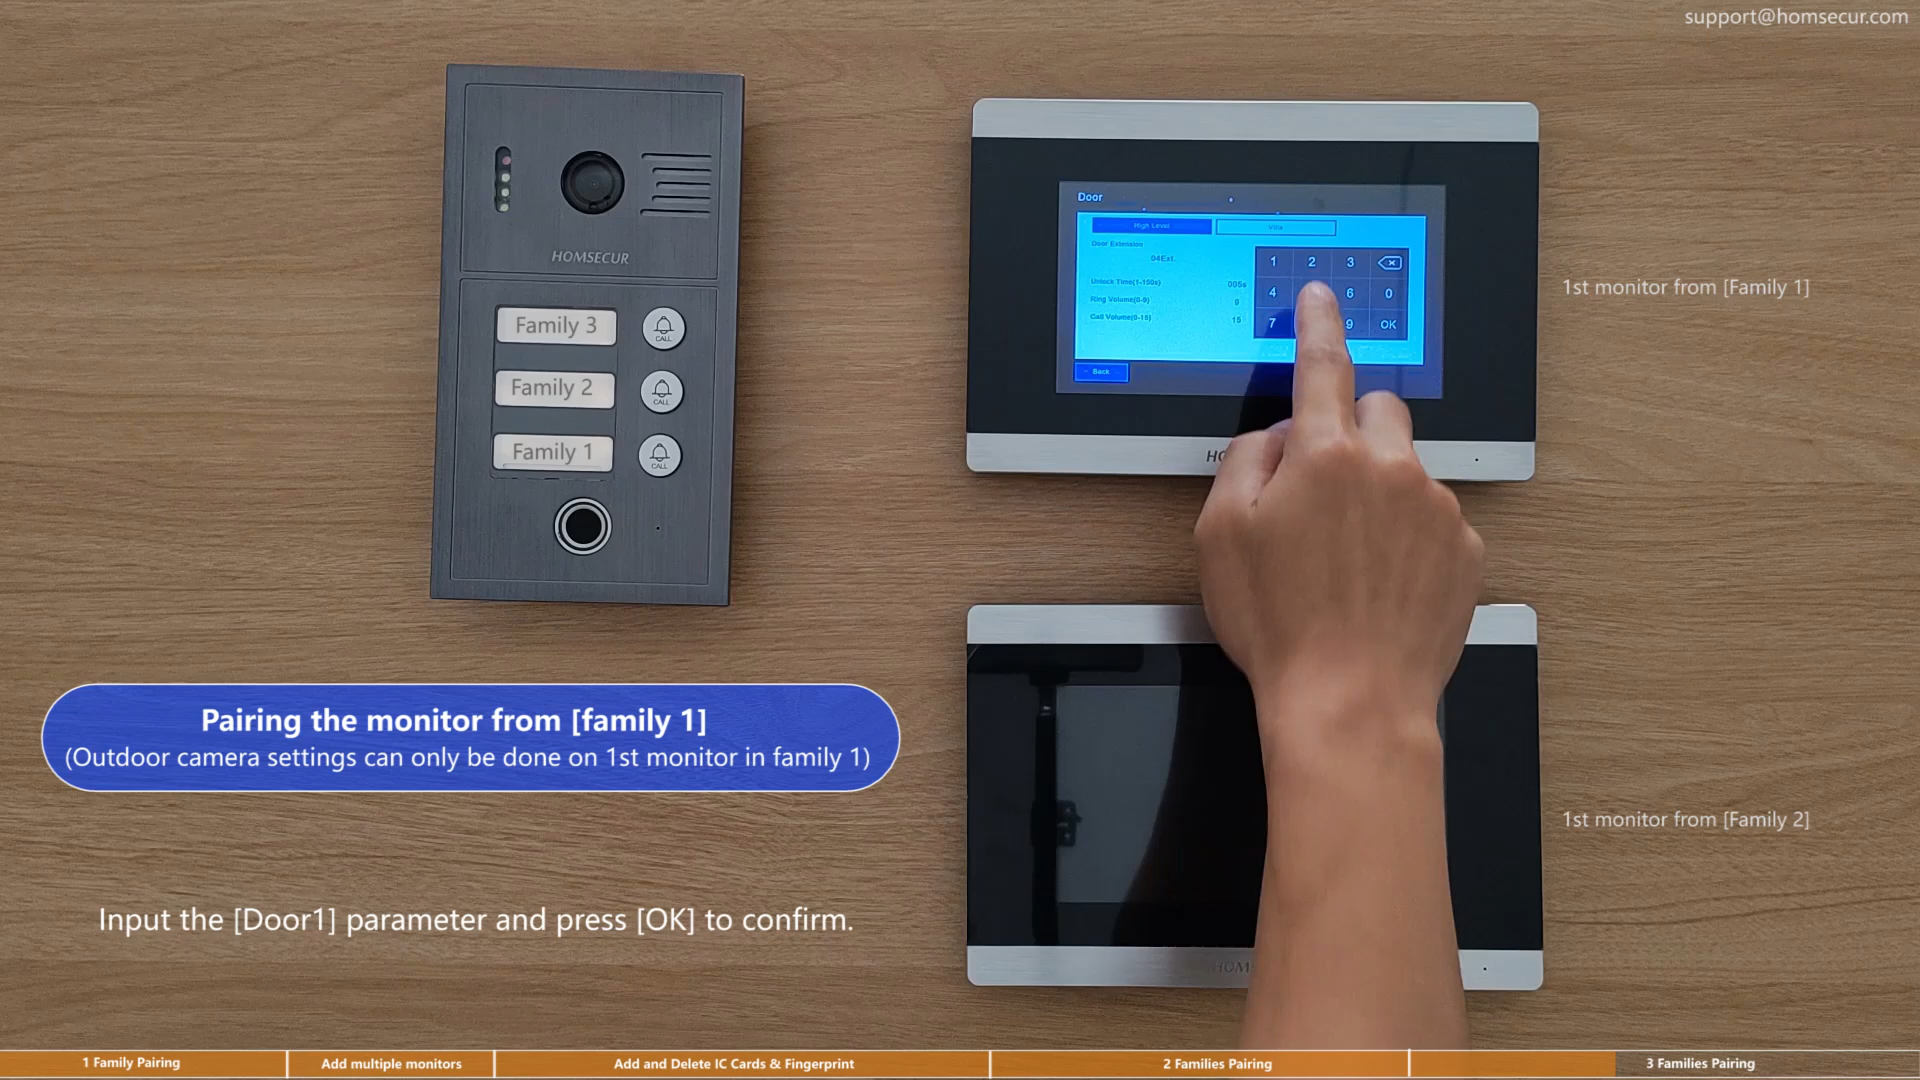 support@homsecur.com
HOMSECUR
Family 3
CALL
Family 2
CALL
Family 1
CALL
Door
High Level
Villa
Door Extension
04Ext.
Unlock Time(1-150s) 005s
Ring Volume(0-9) 9
Call Volume(0-15) 15
1 2 3
4 6 0
7 9 OK
Back
1st monitor from [Family 1]
Pairing the monitor from [family 1]
(Outdoor camera settings can only be done on 1st monitor in family 1)
1st monitor from [Family 2]
Input the [Door1] parameter and press [OK] to confirm.
1 Family Pairing
Add multiple monitors
Add and Delete IC Cards & Fingerprint
2 Families Pairing
3 Families Pairing